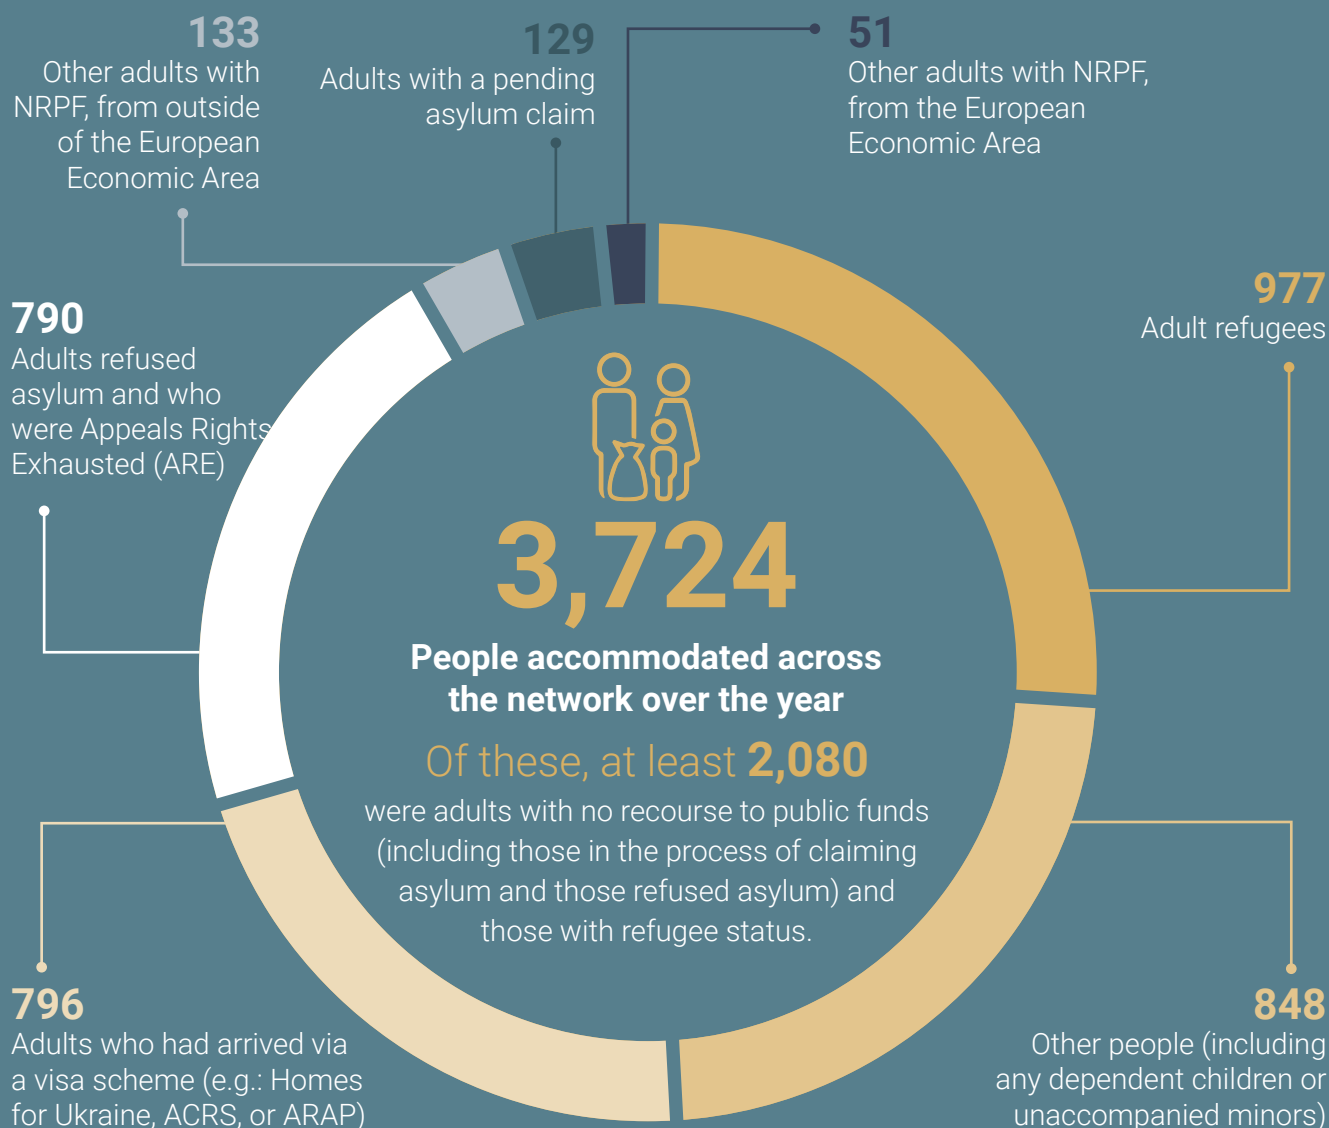 133
Other adults with
NRPF, from outside
of the European
Economic Area
129
Adults with a pending
asylum claim
51
Other adults with NRPF,
from the European
Economic Area
977
Adult refugees
790
Adults refused
asylum and who
were Appeals Rights
Exhausted (ARE)
3,724
People accommodated across
the network over the year
Of these, at least 2,080
were adults with no recourse to public funds
(including those in the process of claiming
asylum and those refused asylum) and
those with refugee status.
796
Adults who had arrived via
a visa scheme (e.g.: Homes
for Ukraine, ACRS, or ARAP)
848
Other people (including
any dependent children or
unaccompanied minors)